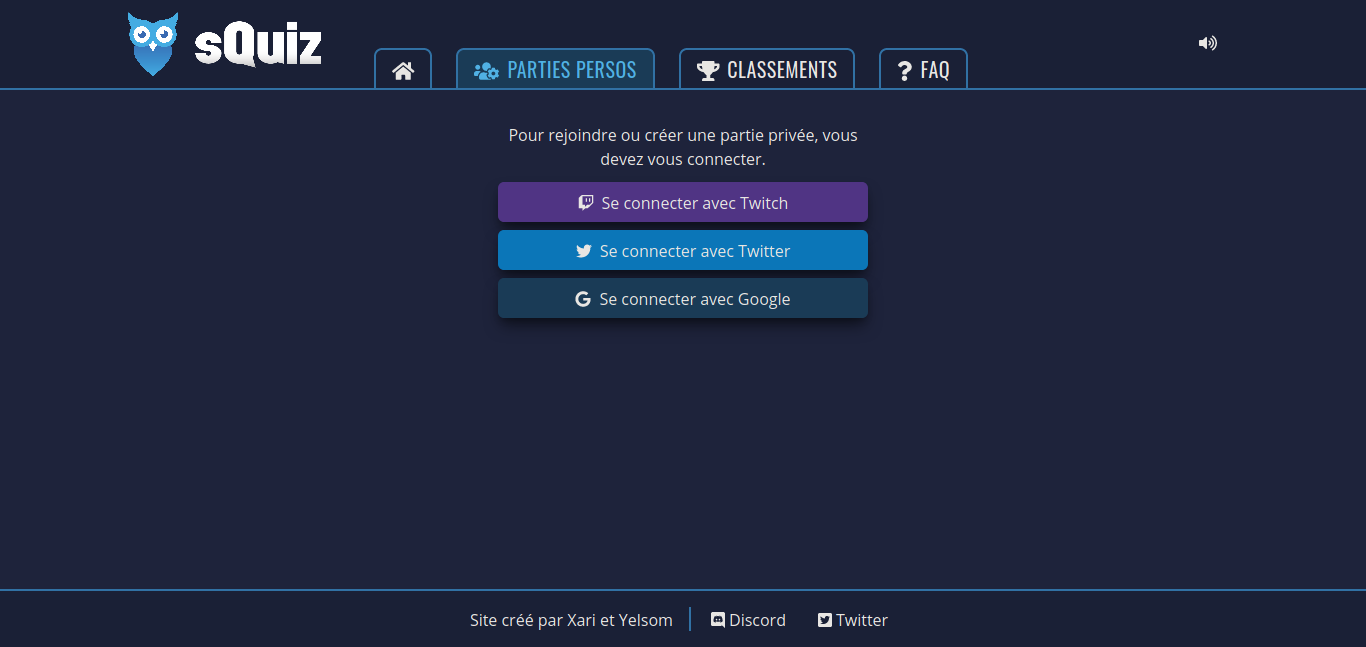 sQuiz
PARTIES PERSOS
CLASSEMENTS
? FAQ
Pour rejoindre ou créer une partie privée, vous
devez vous connecter.
Se connecter avec Twitch
Se connecter avec Twitter
G Se connecter avec Google
Site créé par Xari et Yelsom
Discord
Twitter